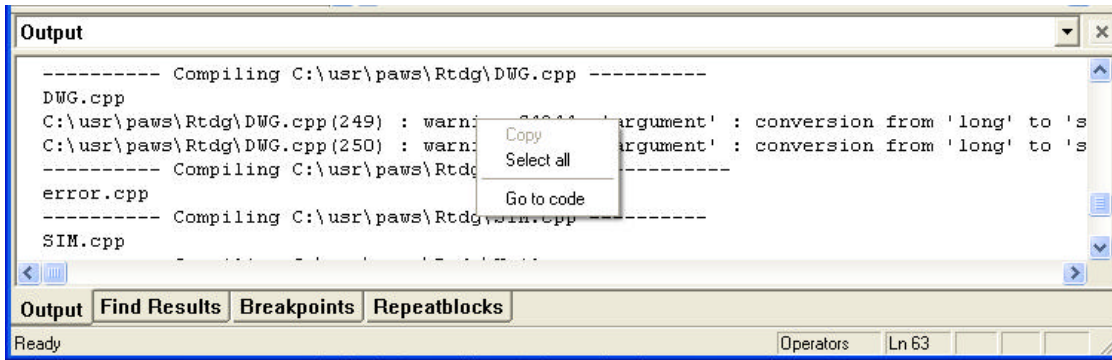 Output
---------- Compiling C:\usr\paws\Rtdg\DWG.cpp ----------
DWG.cpp
C:\usr\paws\Rtdg\DWG.cpp(249) : warni 'argument' : conversion from 'long' to 's
C:\usr\paws\Rtdg\DWG.cpp(250) : warni rgument' : conversion from 'long' to 's
---------- Compiling C:\usr\paws\Rtdg ----------
error.cpp
---------- Compiling C:\usr\paws\Rtdg\SIM.cpp ----------
SIM.cpp
Copy
Select all
Go to code
Output Find Results Breakpoints Repeatblocks
Ready Operators Ln 63